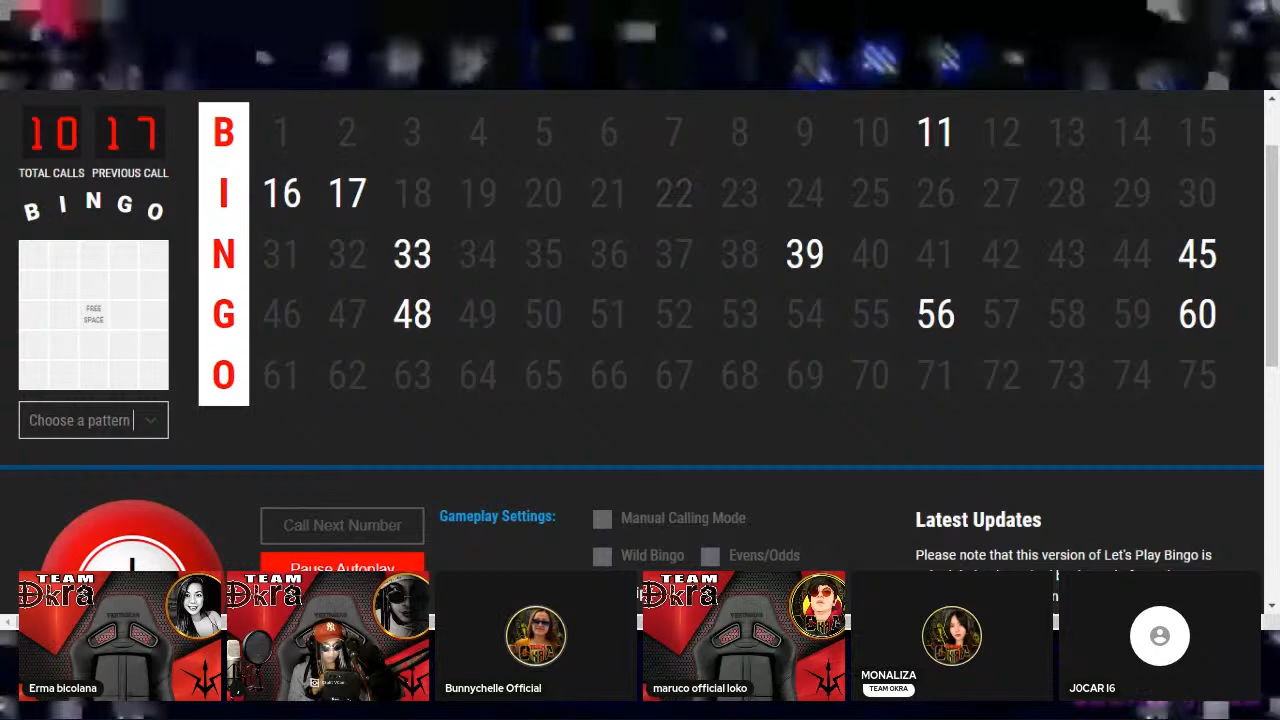 10 17
TOTAL CALLS PREVIOUS CALL
B I N G O
FREE
SPACE
Choose a pattern
B 1 2 3 4 5 6 7 8 9 10 11 12 13 14 15
I 16 17 18 19 20 21 22 23 24 25 26 27 28 29 30
N 31 32 33 34 35 36 37 38 39 40 41 42 43 44 45
G 46 47 48 49 50 51 52 53 54 55 56 57 58 59 60
O 61 62 63 64 65 66 67 68 69 70 71 72 73 74 75
Call Next Number
Pause Autoplay
Gameplay Settings:
Manual Calling Mode
Wild Bingo Evens/Odds
Latest Updates
Please note that this version of Let's Play Bingo is
TEAM
Okra
Erma bicolana
TEAM
Okra
Bunnychelle Official
TEAM
Okra
maruco official loko
MONALIZA
TEAM OKRA
JOCAR I6